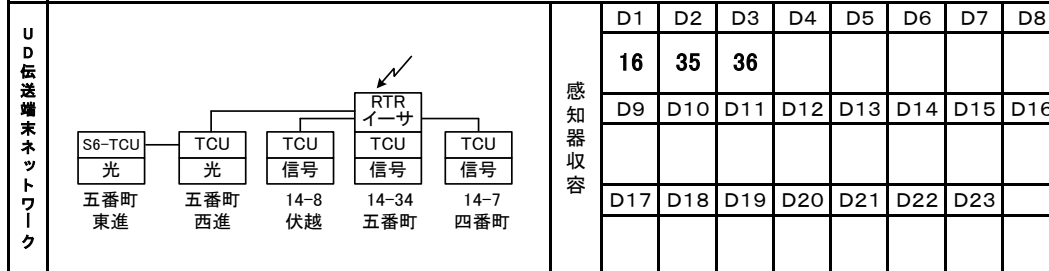 UD伝送端末ネットワーク
RTR
イーサ
S6-TCU TCU TCU TCU TCU
光 光 信号 信号 信号
五番町 五番町 14-8 14-34 14-7
東進 西進 伏越 五番町 四番町
感知器収容
D1 D2 D3 D4 D5 D6 D7 D8
16 35 36
D9 D10 D11 D12 D13 D14 D15 D16
D17 D18 D19 D20 D21 D22 D23